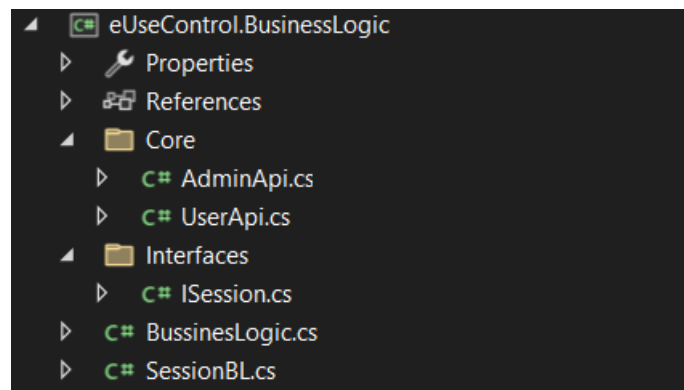 C# eUseControl.BusinessLogic
Properties
References
Core
C# AdminApi.cs
C# UserApi.cs
Interfaces
C# ISession.cs
C# BussinesLogic.cs
C# SessionBL.cs